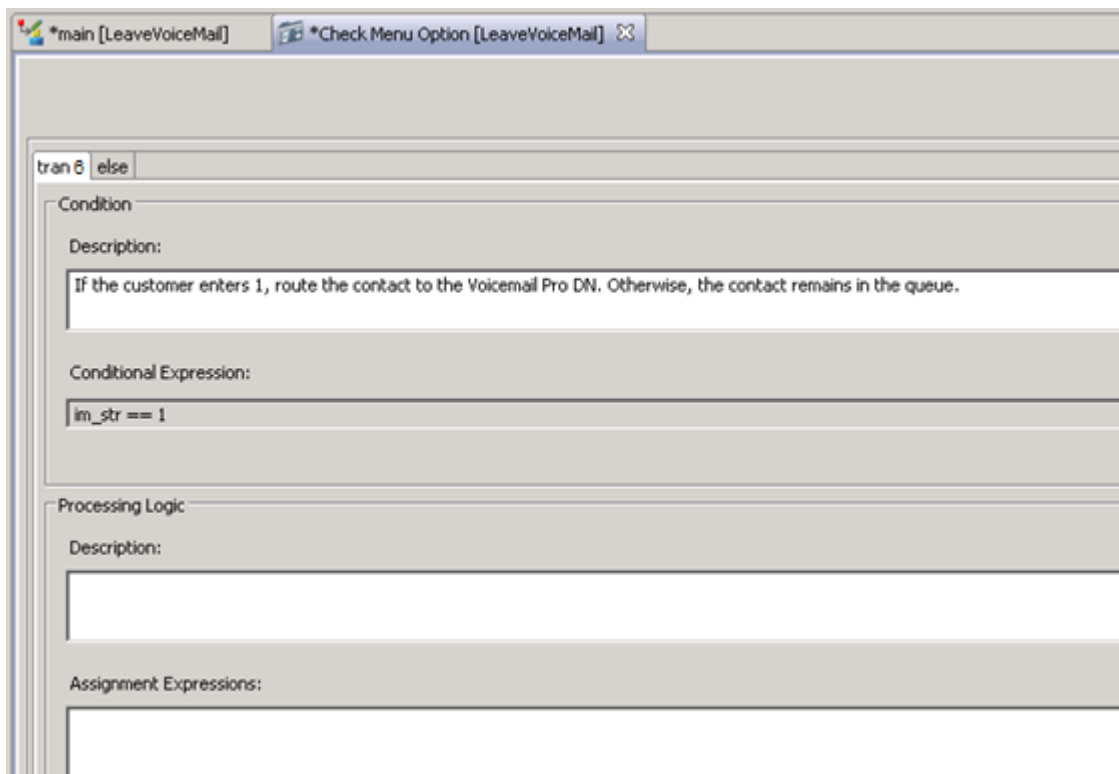 *main [LeaveVoiceMail]
*Check Menu Option [LeaveVoiceMail]
tran 6 else
Condition
Description:
If the customer enters 1, route the contact to the Voicemail Pro DN. Otherwise, the contact remains in the queue.
Conditional Expression:
im_str == 1
Processing Logic
Description:
Assignment Expressions: